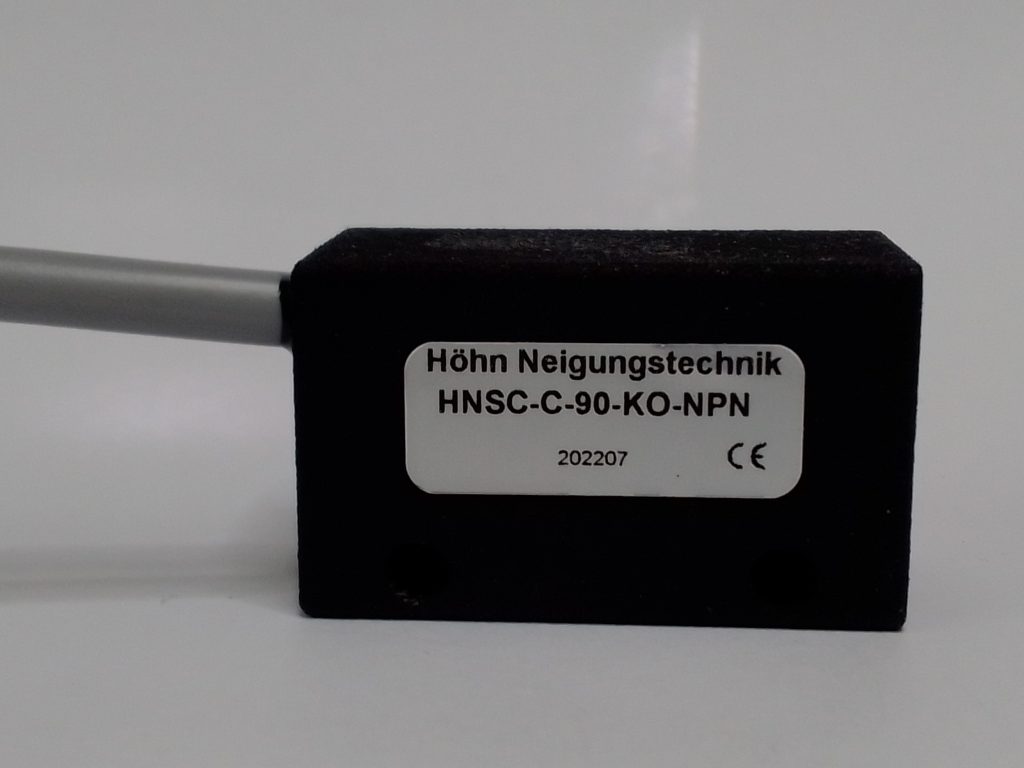 Höhn Neigungstechnik
HNSC-C-90-KO-NPN
202207 CE